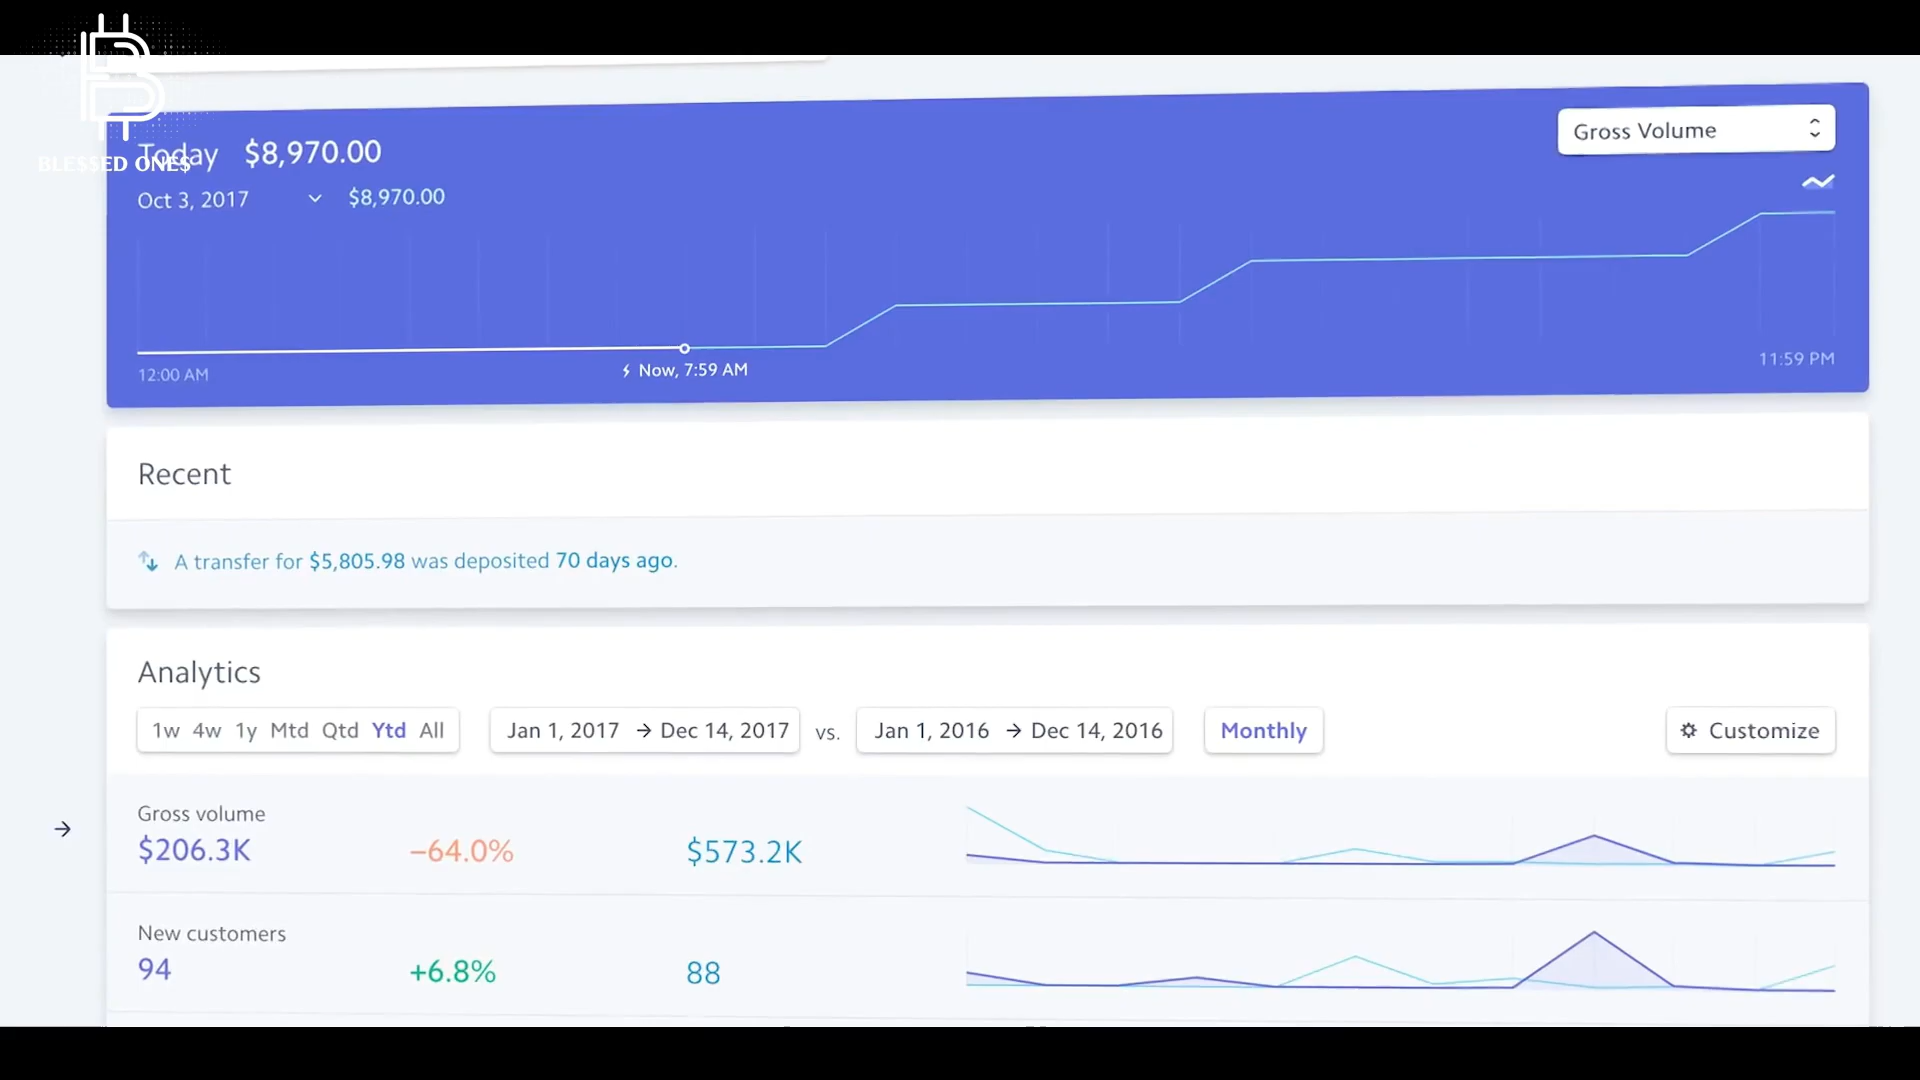 BLE$$ED ONE$
Today $8,970.00
Gross Volume
Oct 3, 2017 $8,970.00
12:00 AM
Now, 7:59 AM
11:59 PM
Recent
A transfer for $5,805.98 was deposited 70 days ago.
Analytics
1w 4w 1y Mtd Qtd Ytd All
Jan 1, 2017 → Dec 14, 2017 vs. Jan 1, 2016 → Dec 14, 2016 Monthly
Customize
Gross volume
$206.3K –64.0% $573.2K
New customers
94 +6.8% 88